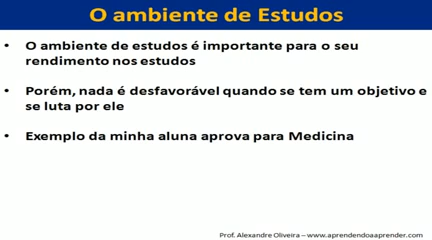 O ambiente de Estudos
• O ambiente de estudos é importante para o seu
rendimento nos estudos
• Porém, nada é desfavorável quando se tem um objetivo e
se luta por ele
• Exemplo da minha aluna aprova para Medicina
Prof. Alexandre Oliveira – www.aprendendoaaprender.com